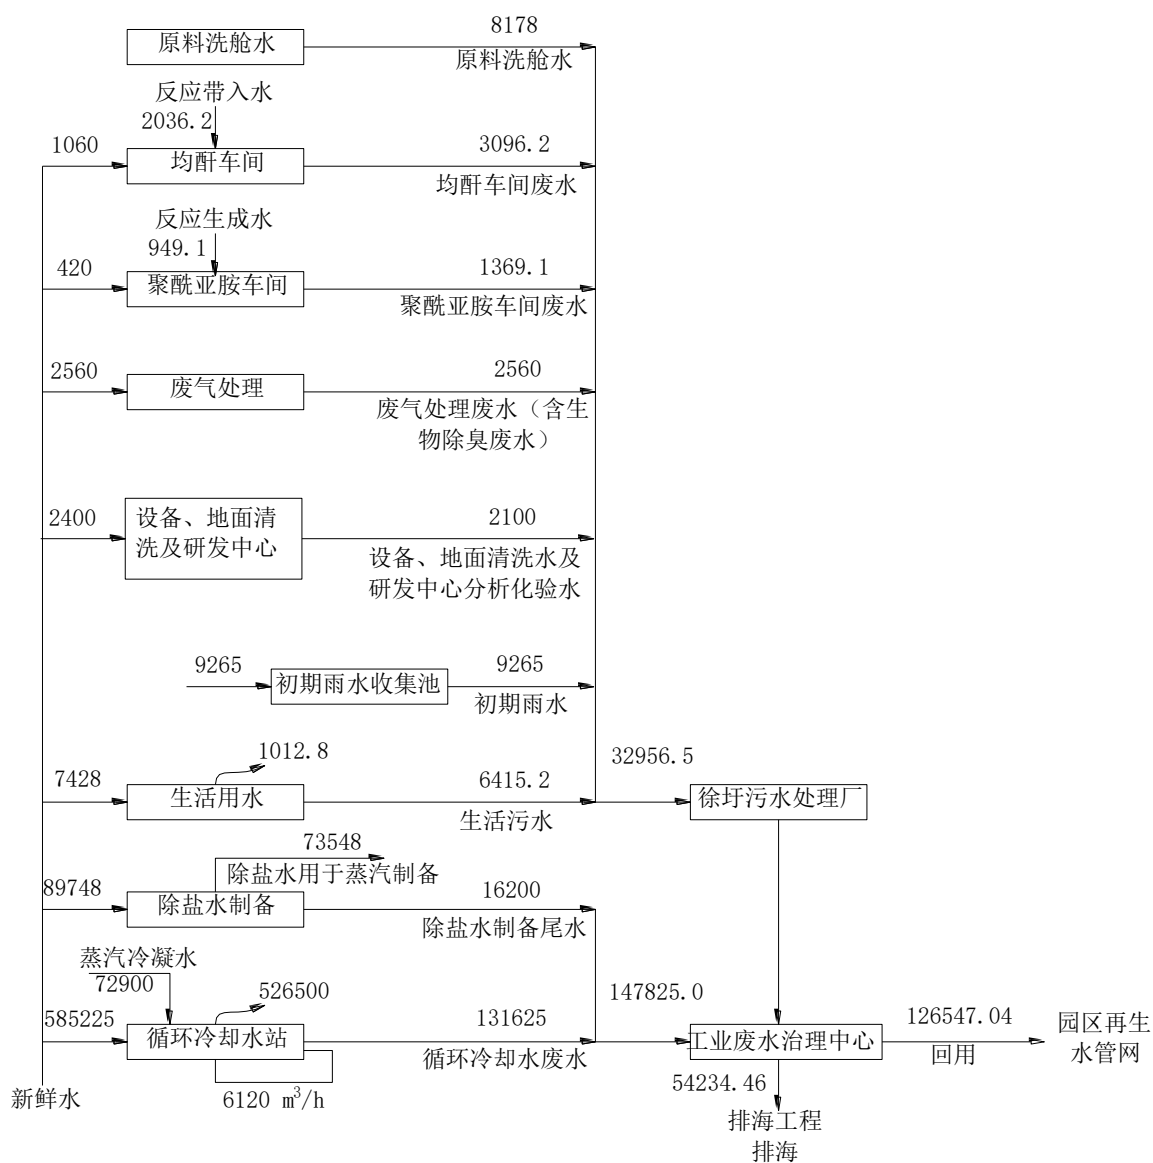 8178
原料洗舱水
原料洗舱水
反应带入水
2036.2
1060
均酐车间
3096.2
均酐车间废水
反应生成水
949.1
420
聚酰亚胺车间
1369.1
聚酰亚胺车间废水
2560
废气处理
2560
废气处理废水（含生
物除臭废水）
2400
设备、地面清
洗及研发中心
2100
设备、地面清洗水及
研发中心分析化验水
9265
初期雨水收集池
9265
初期雨水
1012.8
7428
生活用水
6415.2
生活污水
32956.5
徐圩污水处理厂
73548
除盐水用于蒸汽制备
89748
除盐水制备
16200
除盐水制备尾水
蒸汽冷凝水
72900
526500
585225
循环冷却水站
131625
循环冷却水废水
6120 m³/h
新鲜水
147825.0
工业废水治理中心
126547.04
回用
园区再生
水管网
54234.46
排海工程
排海